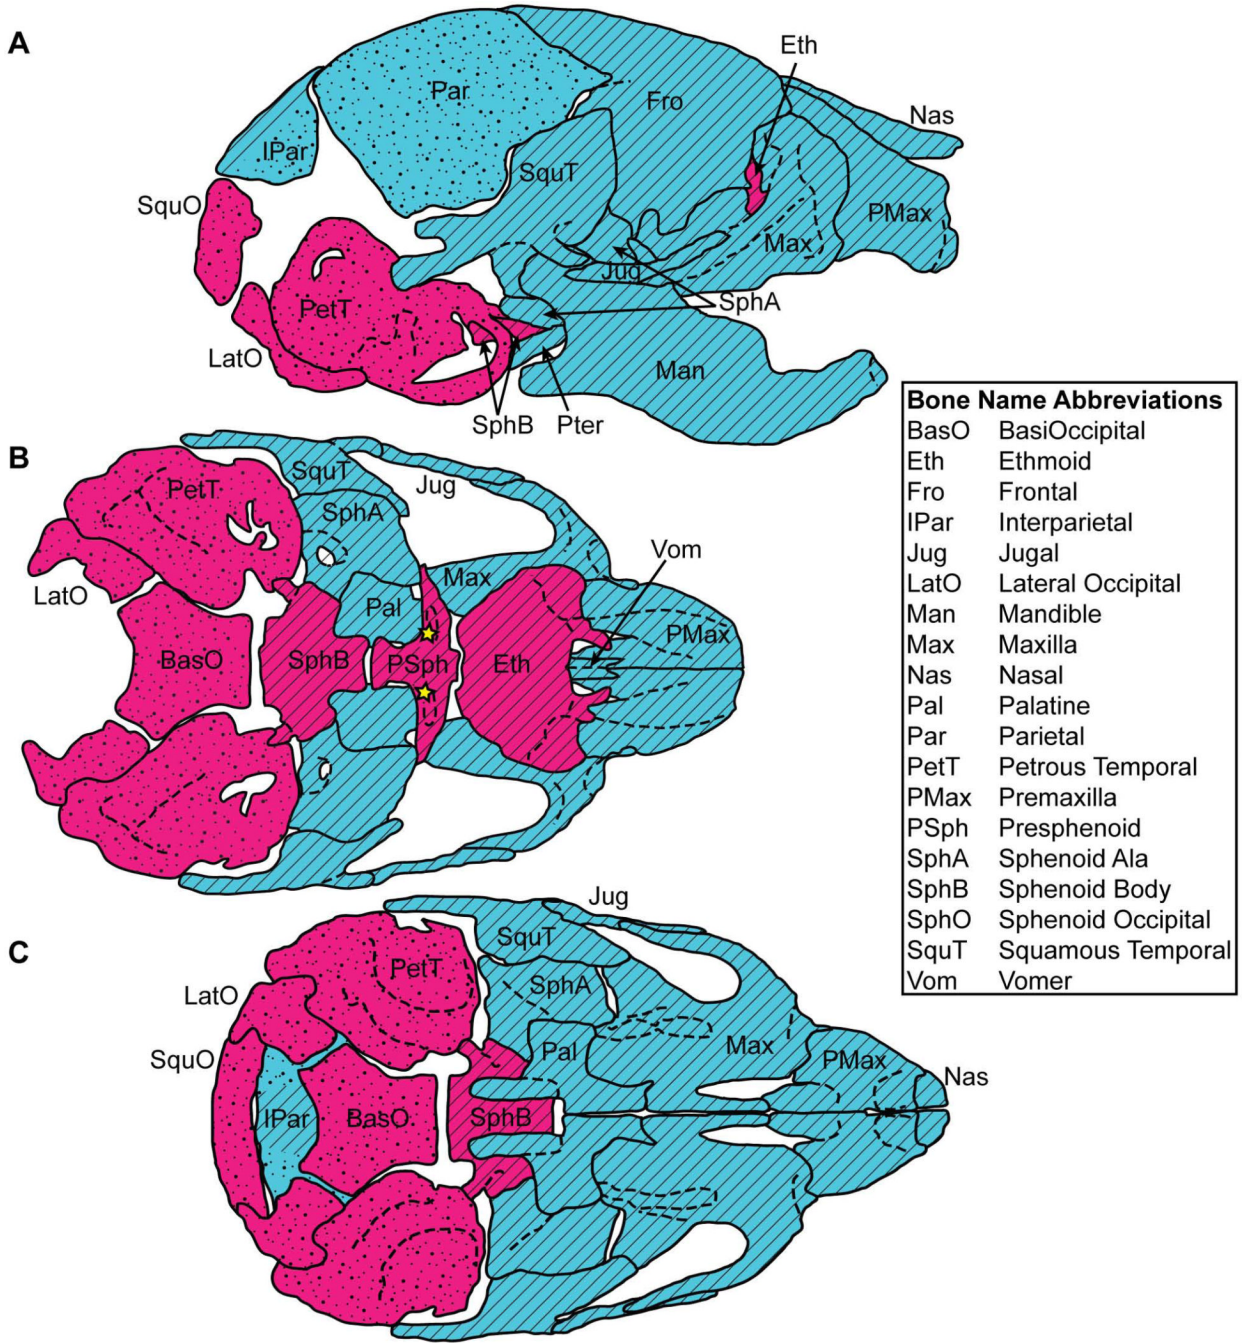 A
Eth
Par
Fro
Nas
IPar
SquT
SquO
PMax
Max
Jug
PetT
SphA
LatO
Man
SphB Pter
Bone Name Abbreviations
BasO BasiOccipital
Eth Ethmoid
Fro Frontal
IPar Interparietal
Jug Jugal
LatO Lateral Occipital
Man Mandible
Max Maxilla
Nas Nasal
Pal Palatine
Par Parietal
PetT Petrous Temporal
PMax Premaxilla
PSph Presphenoid
SphA Sphenoid Ala
SphB Sphenoid Body
SphO Sphenoid Occipital
SquT Squamous Temporal
Vom Vomer
B
SquT
PetT
Jug
SphA
Vom
LatO
Max
Pal
PMax
BasO SphB PSph Eth
C
Jug
SquT
PetT
SphA
LatO
SquO
Pal
Max
PMax
Nas
IPar BasO SphB